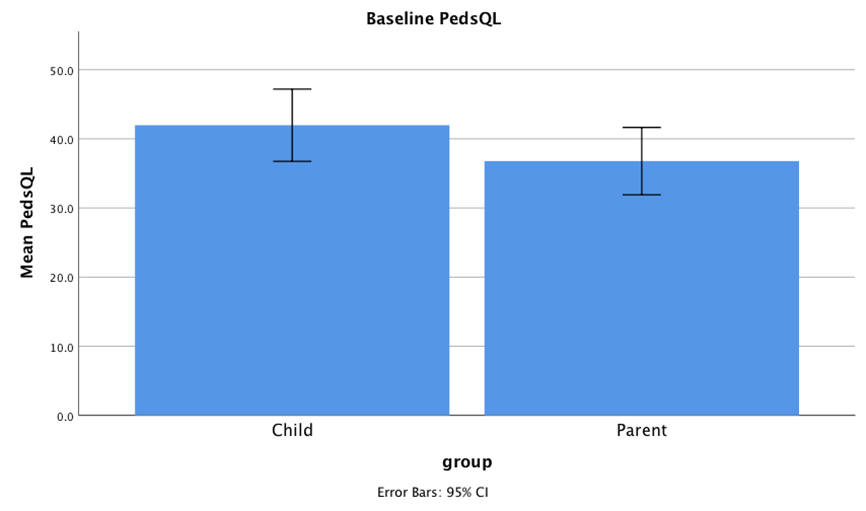 Baseline PedsQL
Mean PedsQL
50.0
40.0
30.0
20.0
10.0
0.0
Child Parent
group
Error Bars: 95% CI